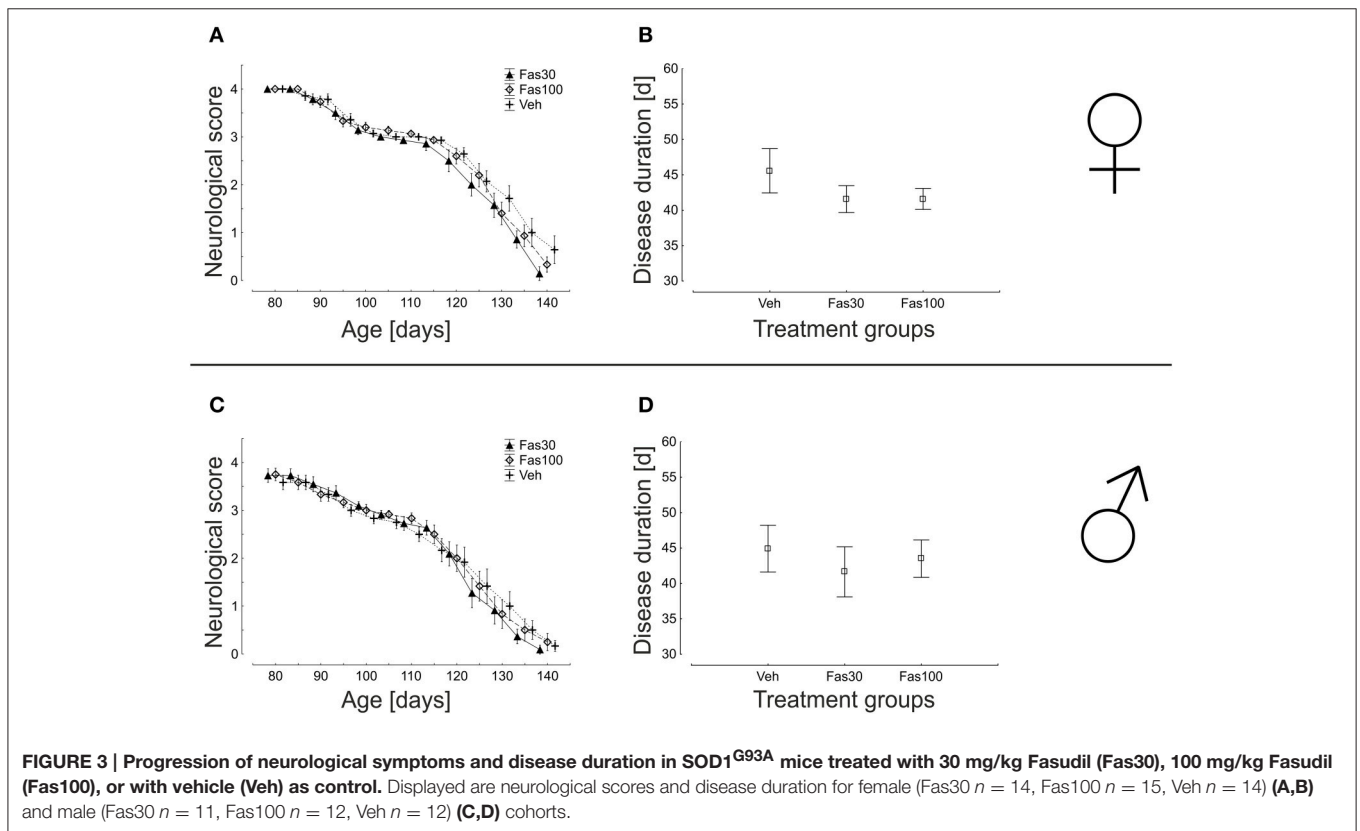 A
Neurological score
4
3
2
1
0
80 90 100 110 120 130 140
Age [days]
Fas30
Fas100
Veh
B
Disease duration [d]
60
55
50
45
40
35
30
Veh Fas30 Fas100
Treatment groups
C
Neurological score
4
3
2
1
0
80 90 100 110 120 130 140
Age [days]
Fas30
Fas100
Veh
D
Disease duration [d]
60
55
50
45
40
35
30
Veh Fas30 Fas100
Treatment groups
FIGURE 3 | Progression of neurological symptoms and disease duration in SOD1G93A mice treated with 30 mg/kg Fasudil (Fas30), 100 mg/kg Fasudil
(Fas100), or with vehicle (Veh) as control. Displayed are neurological scores and disease duration for female (Fas30 n = 14, Fas100 n = 15, Veh n = 14) (A,B)
and male (Fas30 n = 11, Fas100 n = 12, Veh n = 12) (C,D) cohorts.